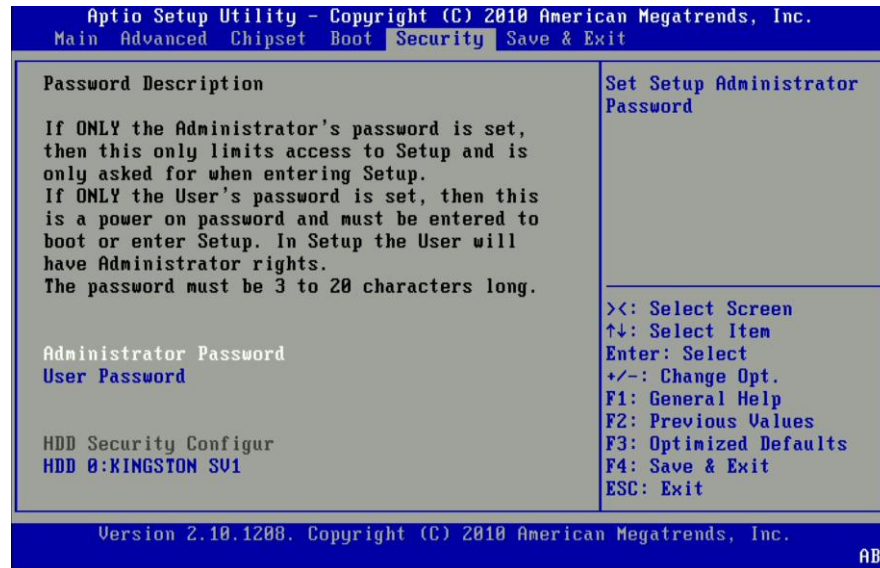 Aptio Setup Utility – Copyright (C) 2010 American Megatrends, Inc.
Main Advanced Chipset Boot Security Save & Exit
Password Description
If ONLY the Administrator's password is set,
then this only limits access to Setup and is
only asked for when entering Setup.
If ONLY the User's password is set, then this
is a power on password and must be entered to
boot or enter Setup. In Setup the User will
have Administrator rights.
The password must be 3 to 20 characters long.
Administrator Password
User Password
HDD Security Configur
HDD 0:KINGSTON SV1
Set Setup Administrator
Password
><: Select Screen
↑↓: Select Item
Enter: Select
+/-: Change Opt.
F1: General Help
F2: Previous Values
F3: Optimized Defaults
F4: Save & Exit
ESC: Exit
Version 2.10.1208. Copyright (C) 2010 American Megatrends, Inc.
AB